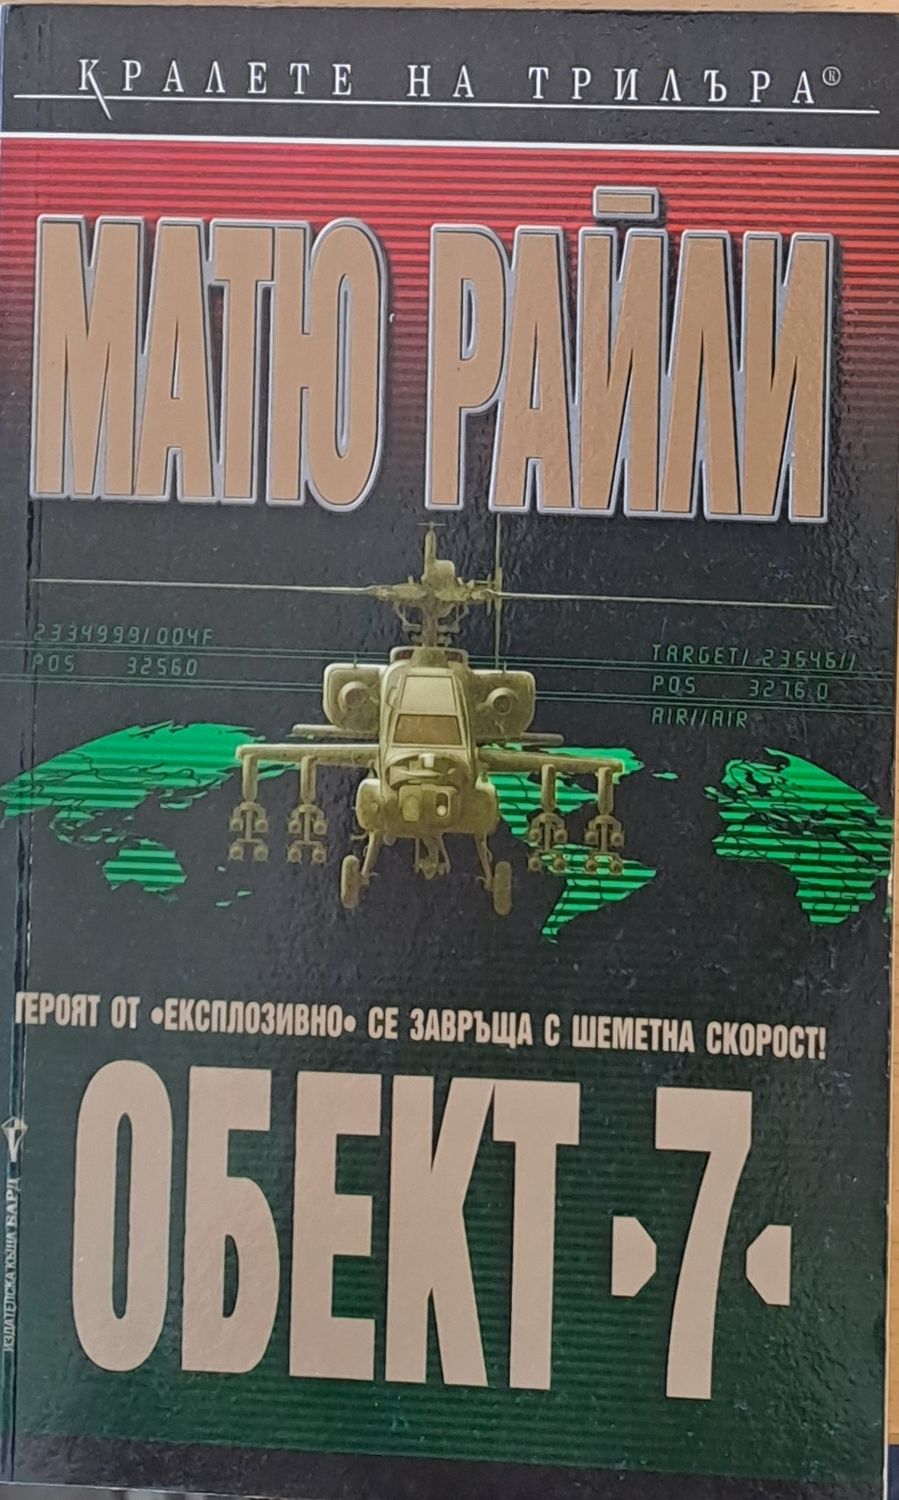 КРАЛЕТЕ НА ТРИЛЪРА®
МАТЮ РАЙЛИ
2334999/004F
POS 32560
TARGET/ 23546//
POS 3276.0
AIR//AIR
ГЕРОЯТ ОТ •ЕКСПЛОЗИВНО• СЕ ЗАВРЪЩА С ШЕМЕТНА СКОРОСТ!
ОБЕКТ 7
ИЗДАТЕЛСКА КЪЩА БАРД